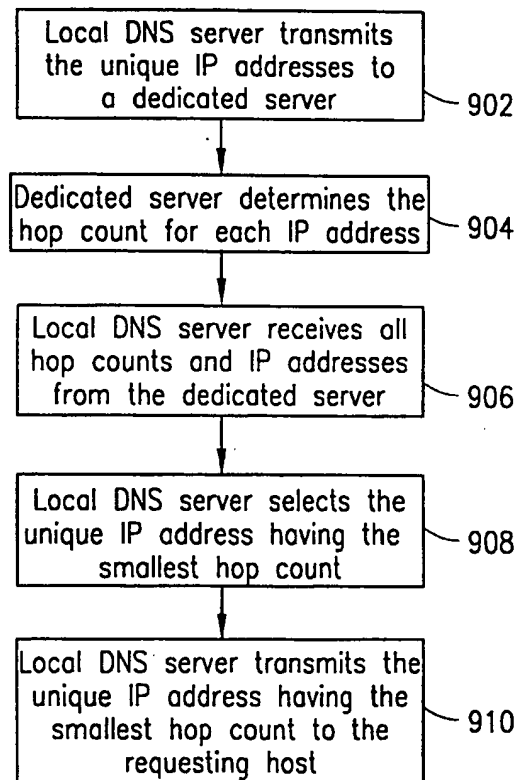 Local DNS server transmits
the unique IP addresses to
a dedicated server
902
Dedicated server determines the
hop count for each IP address
904
Local DNS server receives all
hop counts and IP addresses
from the dedicated server
906
Local DNS server selects the
unique IP address having the
smallest hop count
908
Local DNS server transmits the
unique IP address having the
smallest hop count to the
requesting host
910